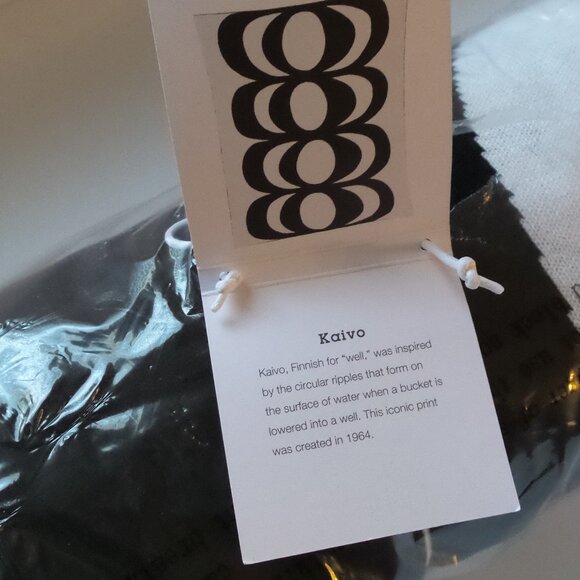 Kaivo
Kaivo, Finnish for “well,” was inspired
by the circular ripples that form on
the surface of water when a bucket is
lowered into a well. This iconic print
was created in 1964.